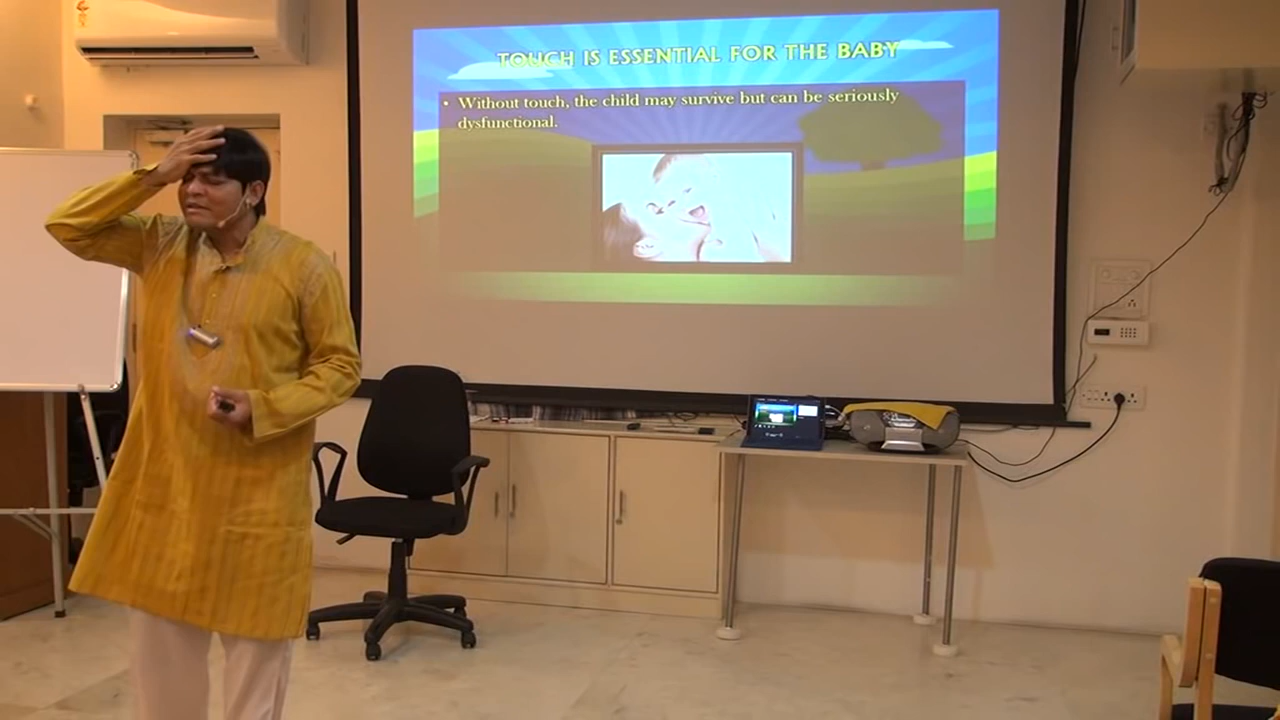 TOUCH IS ESSENTIAL FOR THE BABY
• Without touch, the child may survive but can be seriously
dysfunctional.